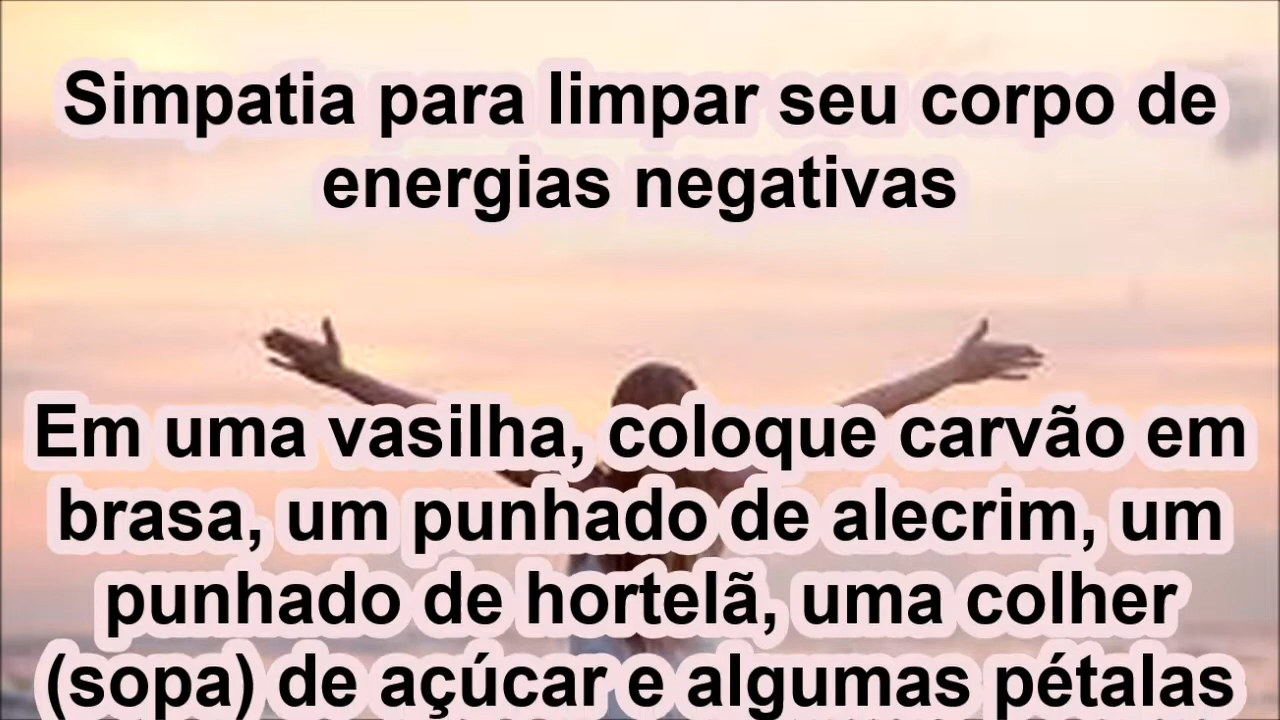 Simpatia para limpar seu corpo de
energias negativas
Em uma vasilha, coloque carvão em
brasa, um punhado de alecrim, um
punhado de hortelã, uma colher
(sopa) de açúcar e algumas pétalas